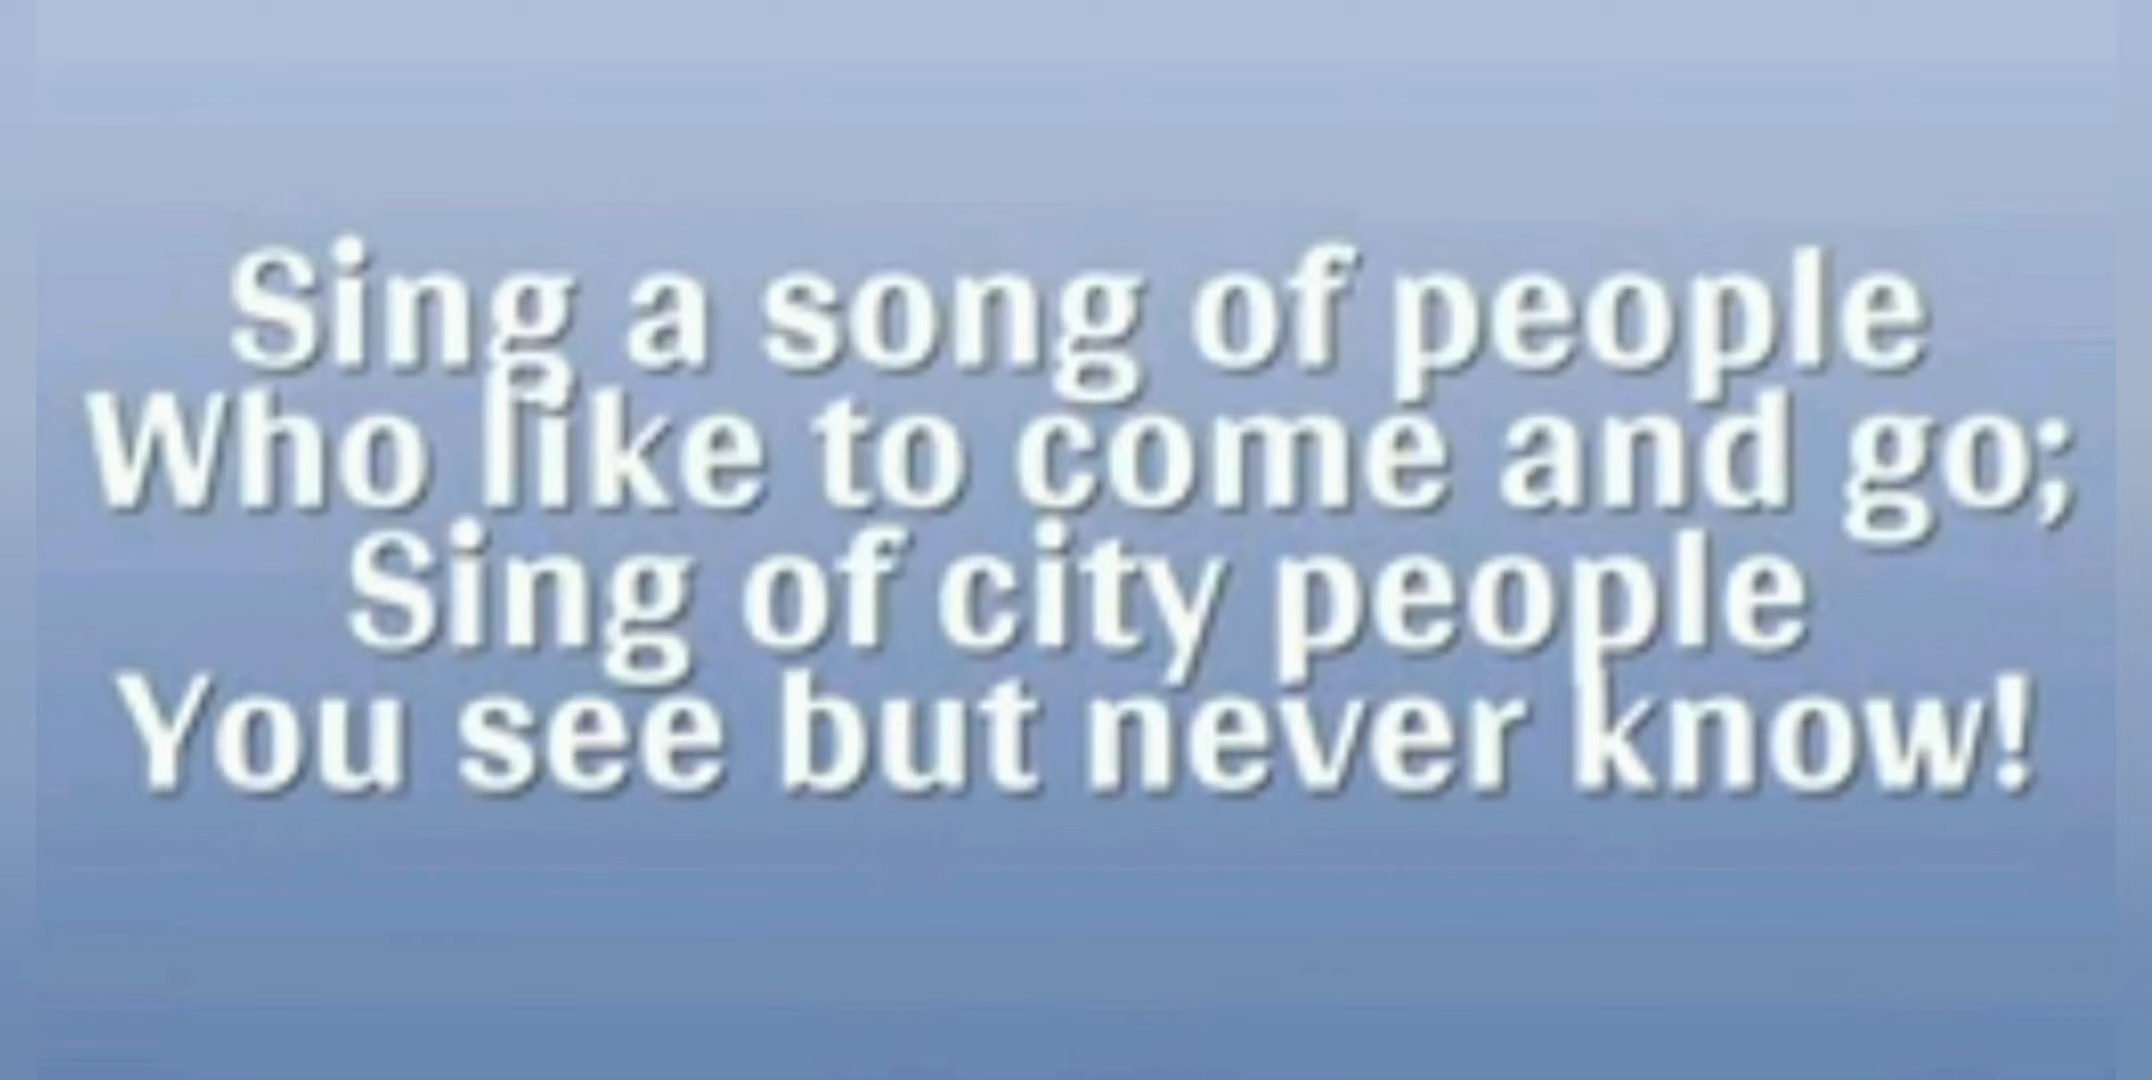 Sing a song of people
Who like to come and go;
Sing of city people
You see but never know!